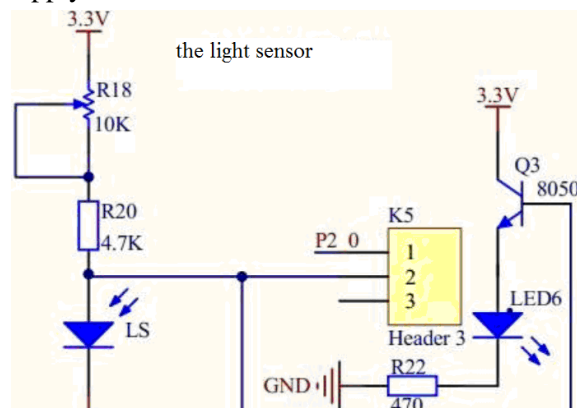 3.3V
the light sensor
R18
10K
3.3V
Q3
8050
R20
4.7K
K5
P2_0
1
2
3
LED6
LS
Header 3
R22
GND
470